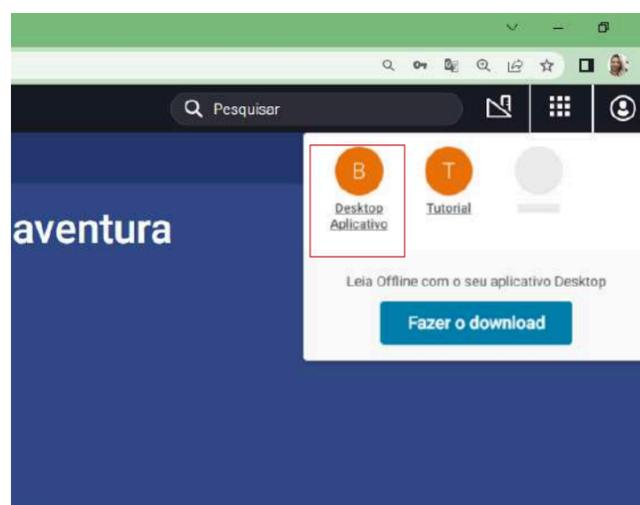 Pesquisar
B
T
Desktop
Aplicativo
Tutorial
aventura
Leia Offline com o seu aplicativo Desktop
Fazer o download